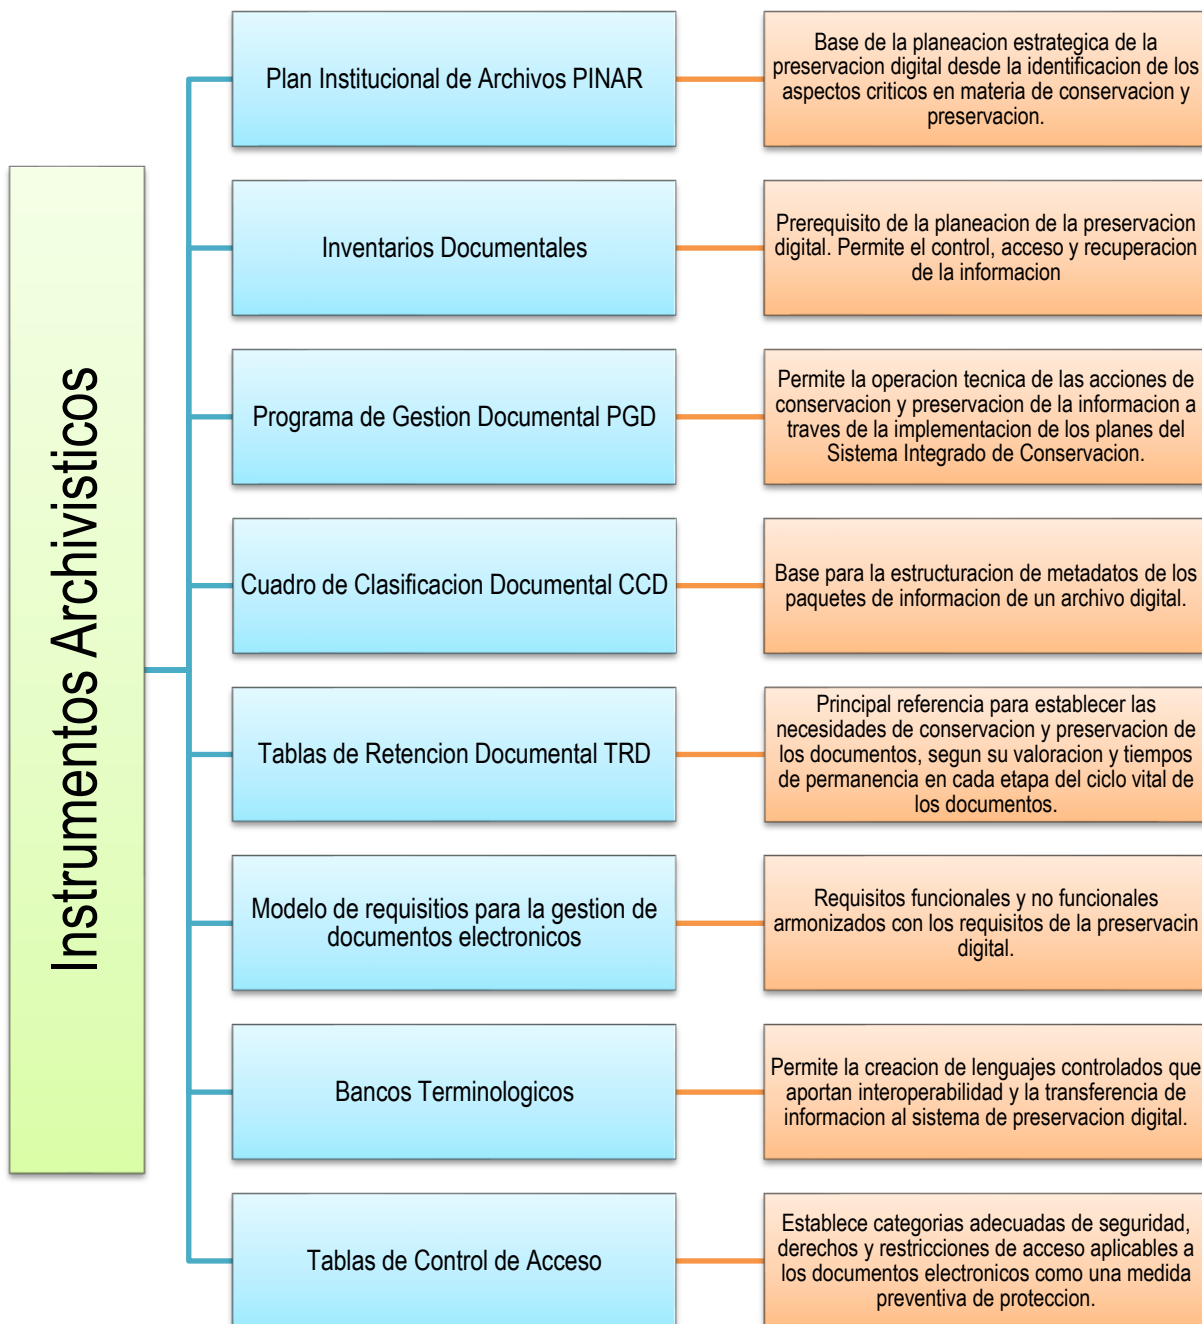 Instrumentos Archivisticos
Plan Institucional de Archivos PINAR
Base de la planeacion estrategica de la
preservacion digital desde la identificacion de los
aspectos criticos en materia de conservacion y
preservacion.
Inventarios Documentales
Prerequisito de la planeacion de la preservacion
digital. Permite el control, acceso y recuperacion
de la informacion
Programa de Gestion Documental PGD
Permite la operacion tecnica de las acciones de
conservacion y preservacion de la informacion a
traves de la implementacion de los planes del
Sistema Integrado de Conservacion.
Cuadro de Clasificacion Documental CCD
Base para la estructuracion de metadatos de los
paquetes de informacion de un archivo digital.
Tablas de Retencion Documental TRD
Principal referencia para establecer las
necesidades de conservacion y preservacion de
los documentos, segun su valoracion y tiempos
de permanencia en cada etapa del ciclo vital de
los documentos.
Modelo de requisitios para la gestion de
documentos electronicos
Requisitos funcionales y no funcionales
armonizados con los requisitos de la preservacin
digital.
Bancos Terminologicos
Permite la creacion de lenguajes controlados que
aportan interoperabilidad y la transferencia de
informacion al sistema de preservacion digital.
Tablas de Control de Acceso
Establece categorias adecuadas de seguridad,
derechos y restricciones de acceso aplicables a
los documentos electronicos como una medida
preventiva de proteccion.